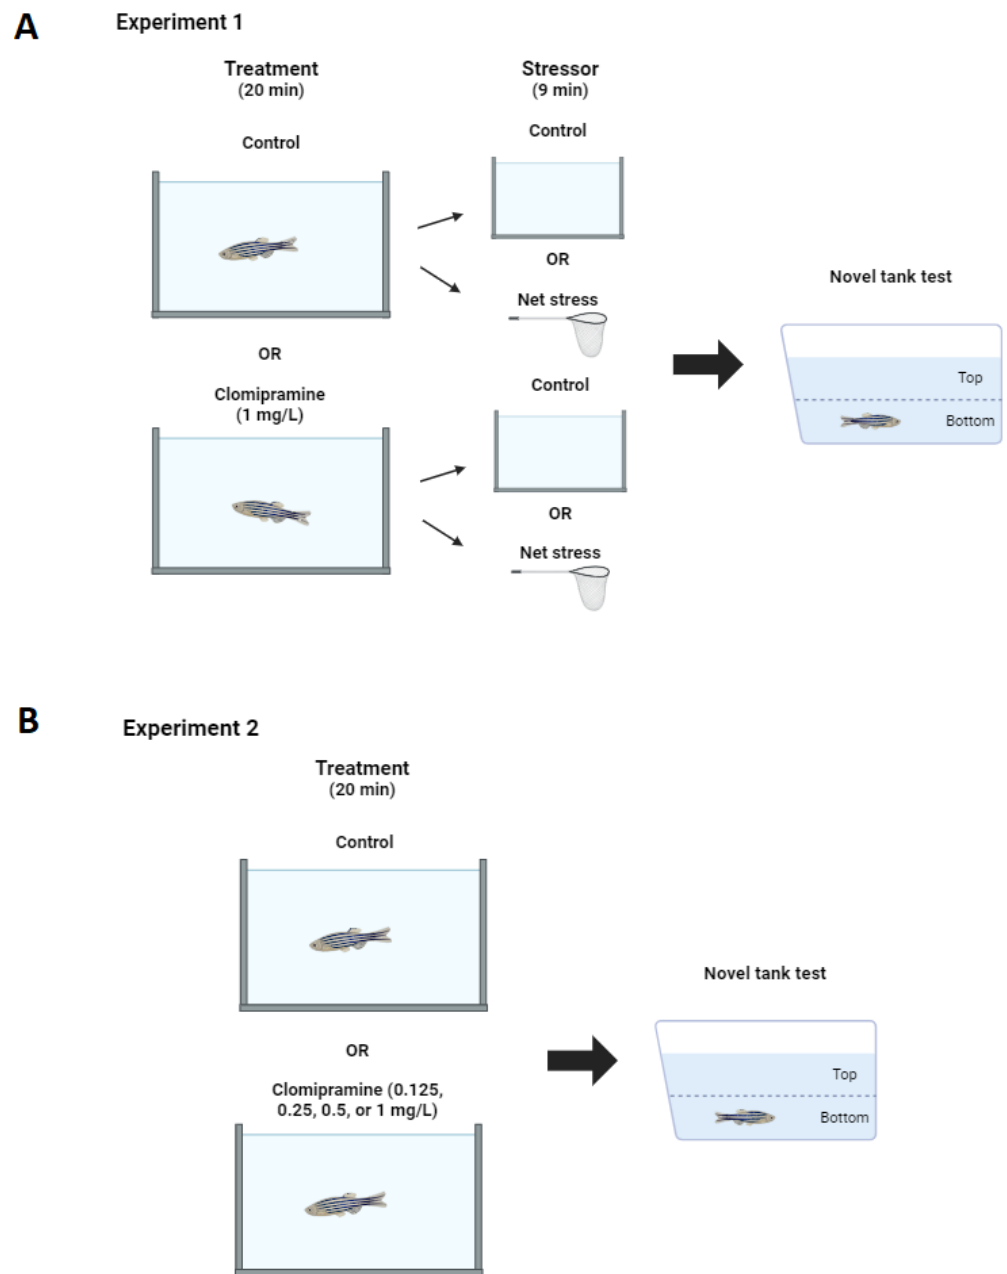 A
Experiment 1
Treatment
(20 min)
Stressor
(9 min)
Control
Control
OR
Net stress
Novel tank test
Top
Bottom
OR
Clomipramine
(1 mg/L)
Control
OR
Net stress
B
Experiment 2
Treatment
(20 min)
Control
Novel tank test
Top
Bottom
OR
Clomipramine (0.125,
0.25, 0.5, or 1 mg/L)